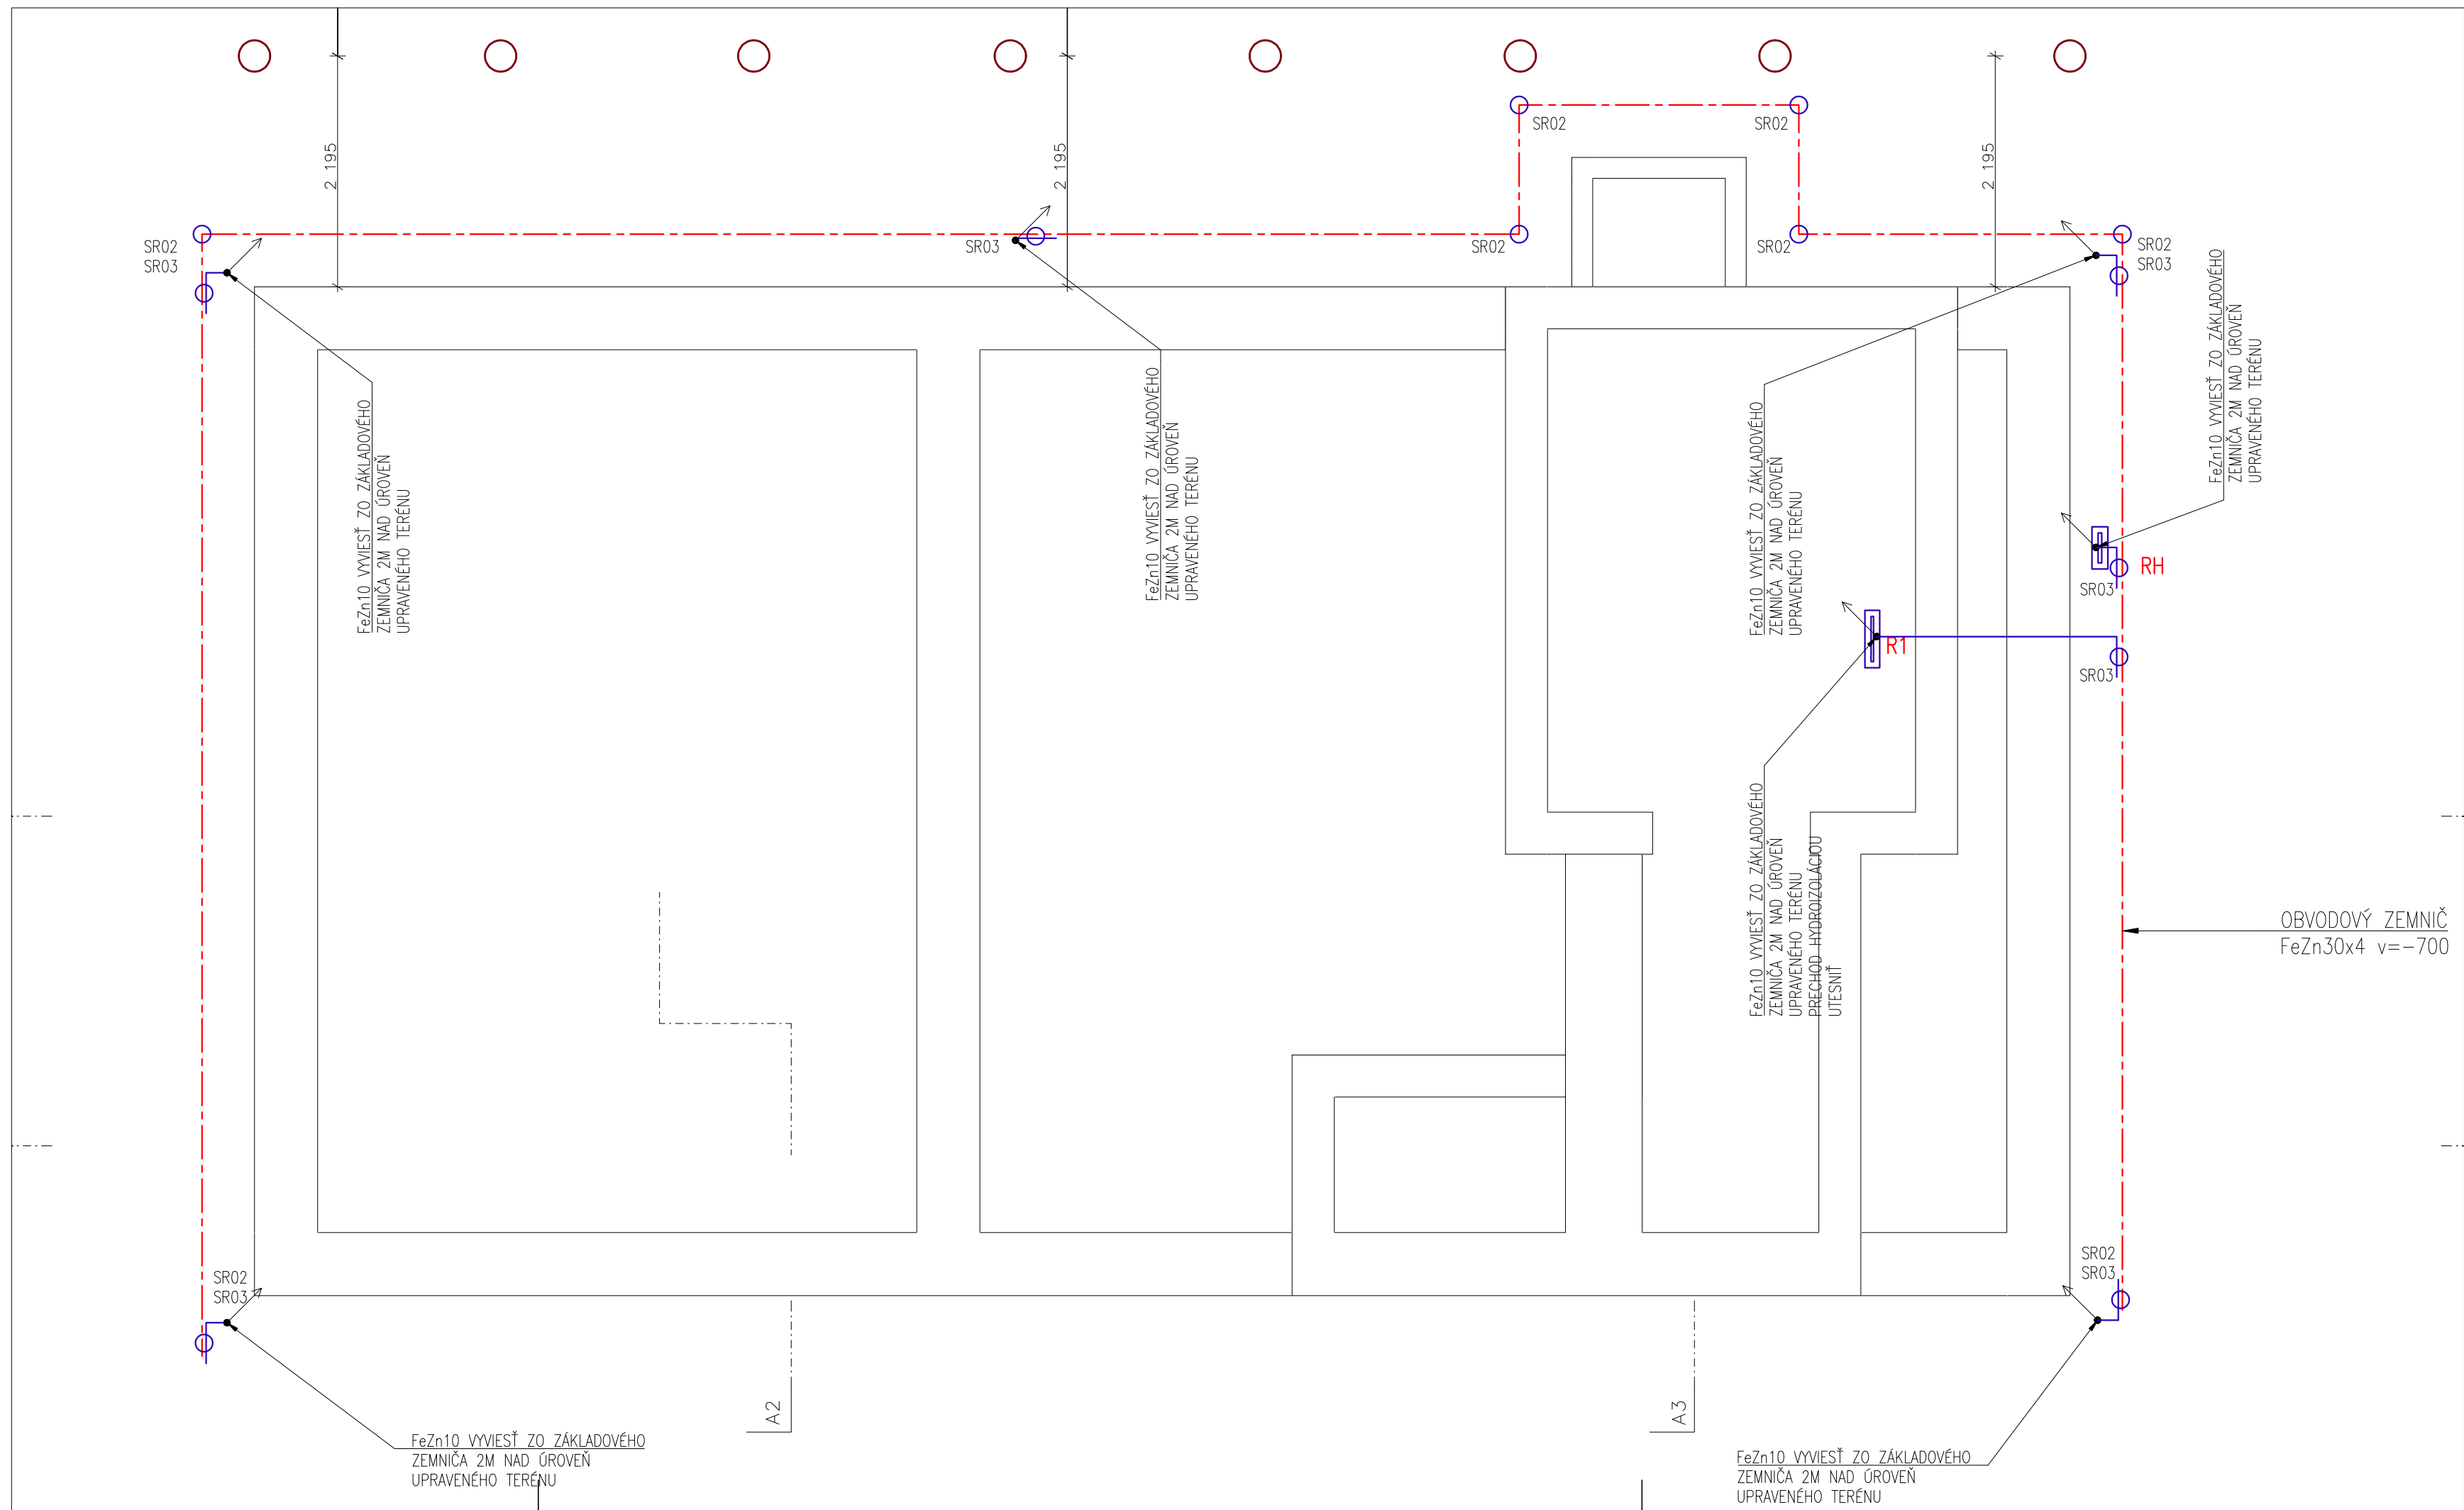 2 195
2 195
2 195
SR02
SR02
SR02
SR03
SR03
SR02
SR02
SR02
SR03
FeZn10 VYVIESŤ ZO ZÁKLADOVÉHO
ZEMNIČA 2M NAD ÚROVEŇ
UPRAVENÉHO TERÉNU
FeZn10 VYVIESŤ ZO ZÁKLADOVÉHO
ZEMNIČA 2M NAD ÚROVEŇ
UPRAVENÉHO TERÉNU
FeZn10 VYVIESŤ ZO ZÁKLADOVÉHO
ZEMNIČA 2M NAD ÚROVEŇ
UPRAVENÉHO TERÉNU
FeZn10 VYVIESŤ ZO ZÁKLADOVÉHO
ZEMNIČA 2M NAD ÚROVEŇ
UPRAVENÉHO TERÉNU
RH
SR03
R1
SR03
FeZn10 VYVIESŤ ZO ZÁKLADOVÉHO
ZEMNIČA 2M NAD ÚROVEŇ
UPRAVENÉHO TERÉNU
PRECHOD HYDROIZOLÁCIOU
UTESNIŤ
OBVODOVÝ ZEMNIČ
FeZn30x4 v=-700
SR02
SR03
SR02
SR03
A2
A3
FeZn10 VYVIESŤ ZO ZÁKLADOVÉHO
ZEMNIČA 2M NAD ÚROVEŇ
UPRAVENÉHO TERÉNU
FeZn10 VYVIESŤ ZO ZÁKLADOVÉHO
ZEMNIČA 2M NAD ÚROVEŇ
UPRAVENÉHO TERÉNU